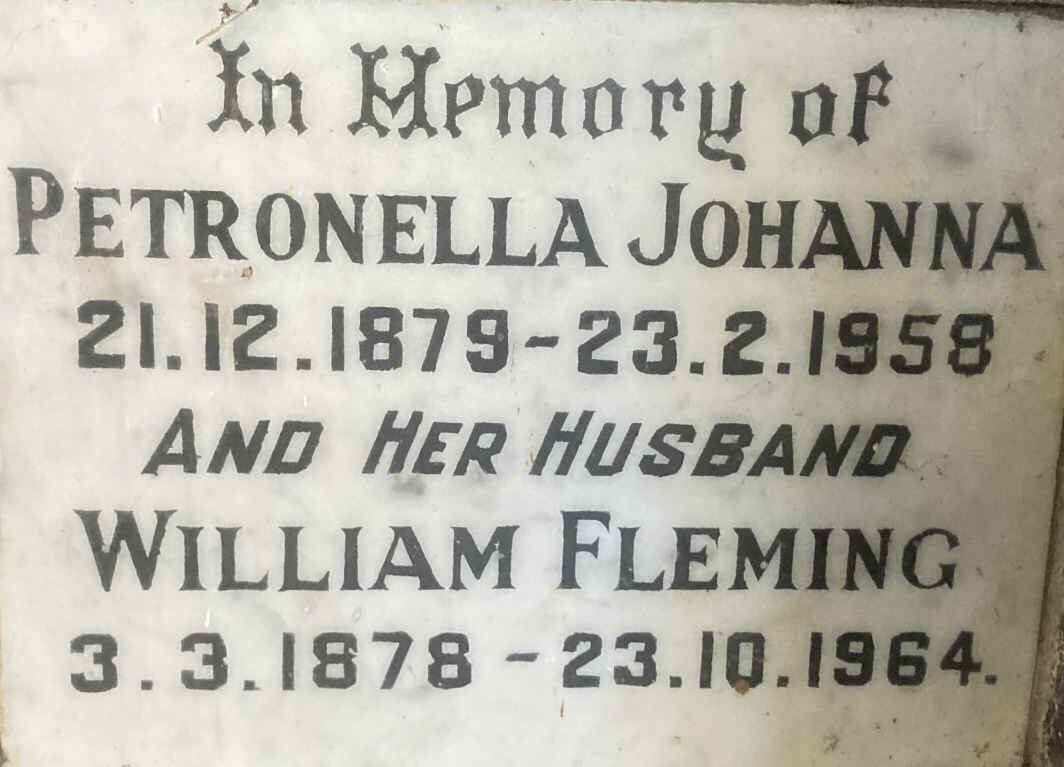 In Memory of
PETRONELLA JOHANNA
21.12.1879-23.2.1958
AND HER HUSBAND
WILLIAM FLEMING
3.3.1878-23.10.1964.